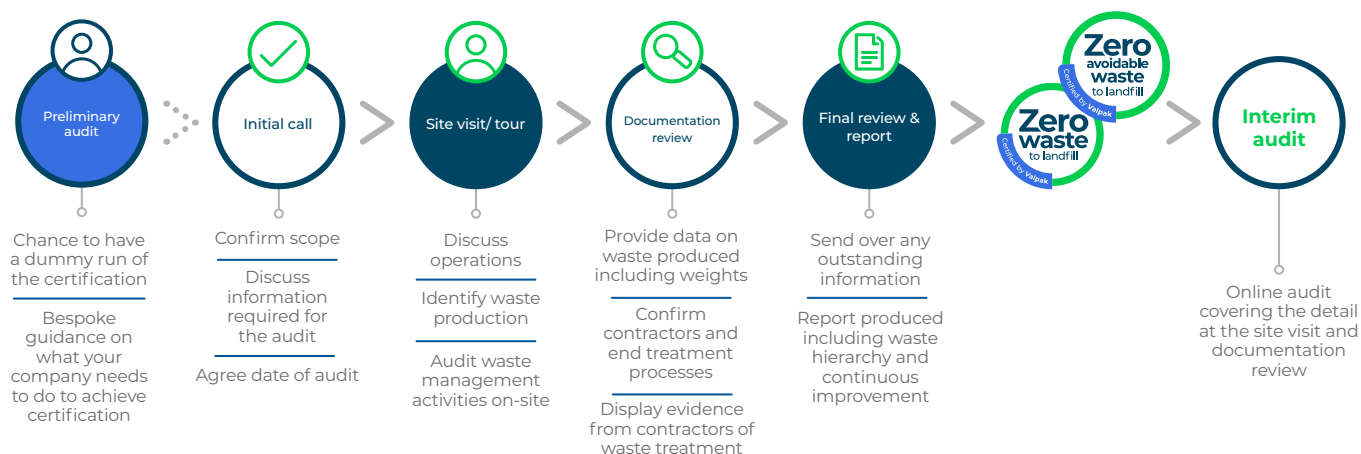 Preliminary
audit
Initial call
Site visit/ tour
Documentation
review
Final review &
report
Zero
waste
to landfill
Certified by Valpak
Zero
avoidable
waste
to landfill
Certified by Valpak
Interim
audit
Chance to have
a dummy run of
the certification
Bespoke
guidance on
what your
company needs
to do to achieve
certification
Confirm scope
Discuss
information
required for
the audit
Agree date of audit
Discuss
operations
Identify waste
production
Audit waste
management
activities on-site
Provide data on
waste produced
including weights
Confirm
contractors and
end treatment
processes
Display evidence
from contractors of
waste treatment
Send over any
outstanding
information
Report produced
including waste
hierarchy and
continuous
improvement
Online audit
covering the detail
at the site visit and
documentation
review